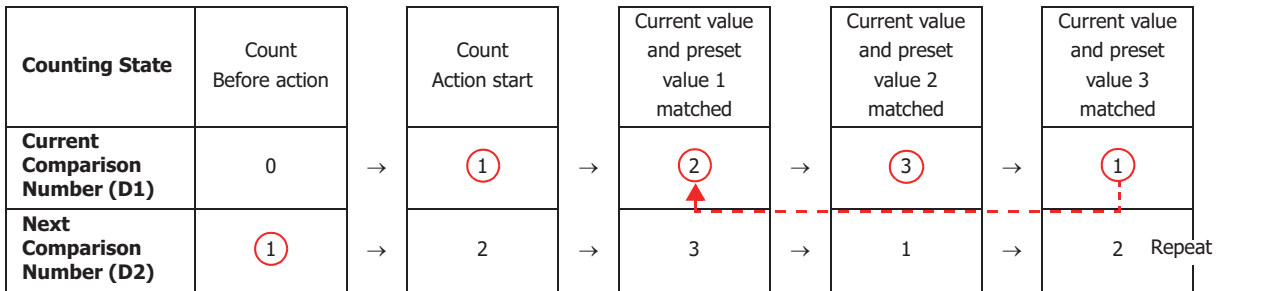 Counting State
Count
Before action
Count
Action start
Current value
and preset
value 1
matched
Current value
and preset
value 2
matched
Current value
and preset
value 3
matched
Current
Comparison
Number (D1)
0 → 1 → 2 → 3 → 1
Next
Comparison
Number (D2)
1 → 2 → 3 → 1 → 2 Repeat